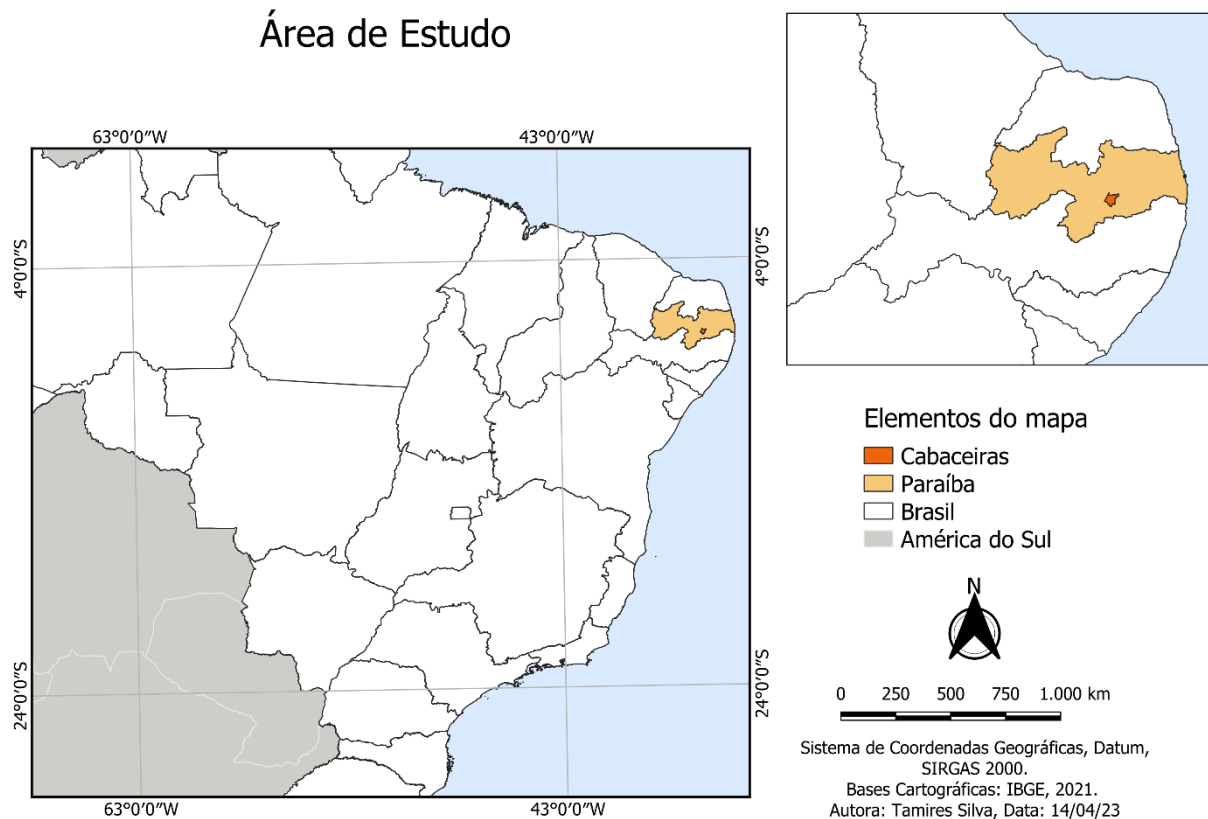 Área de Estudo
63°0′0″W
43°0′0″W
4°0′0″S
4°0′0″S
24°0′0″S
24°0′0″S
63°0′0″W
43°0′0″W
Elementos do mapa
Cabaceiras
Paraíba
Brasil
América do Sul
N
0 250 500 750 1.000 km
Sistema de Coordenadas Geográficas, Datum,
SIRGAS 2000.
Bases Cartográficas: IBGE, 2021.
Autora: Tamires Silva, Data: 14/04/23